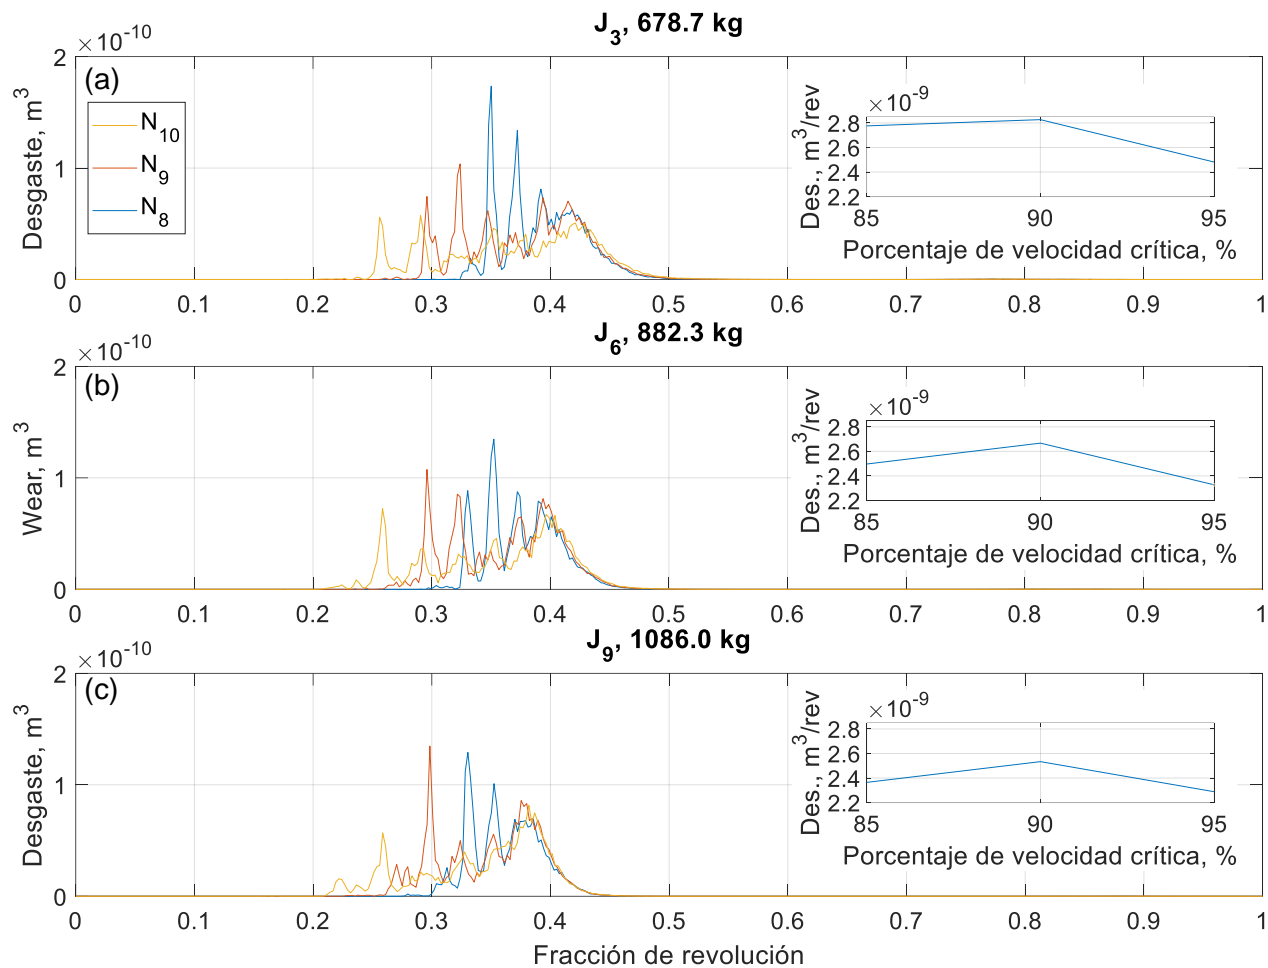 J3, 678.7 kg
×10-10
(a)
Desgaste, m3
2
1
0
N10
N9
N8
×10-9
Des., m3/rev
2.8
2.6
2.4
2.2
85 90 95
Porcentaje de velocidad crítica, %
0 0.1 0.2 0.3 0.4 0.5 0.6 0.7 0.8 0.9 1
J6, 882.3 kg
×10-10
(b)
Wear, m3
2
1
0
×10-9
Des., m3/rev
2.8
2.6
2.4
2.2
85 90 95
Porcentaje de velocidad crítica, %
0 0.1 0.2 0.3 0.4 0.5 0.6 0.7 0.8 0.9 1
J9, 1086.0 kg
×10-10
(c)
Desgaste, m3
2
1
0
×10-9
Des., m3/rev
2.8
2.6
2.4
2.2
85 90 95
Porcentaje de velocidad crítica, %
0 0.1 0.2 0.3 0.4 0.5 0.6 0.7 0.8 0.9 1
Fracción de revolución